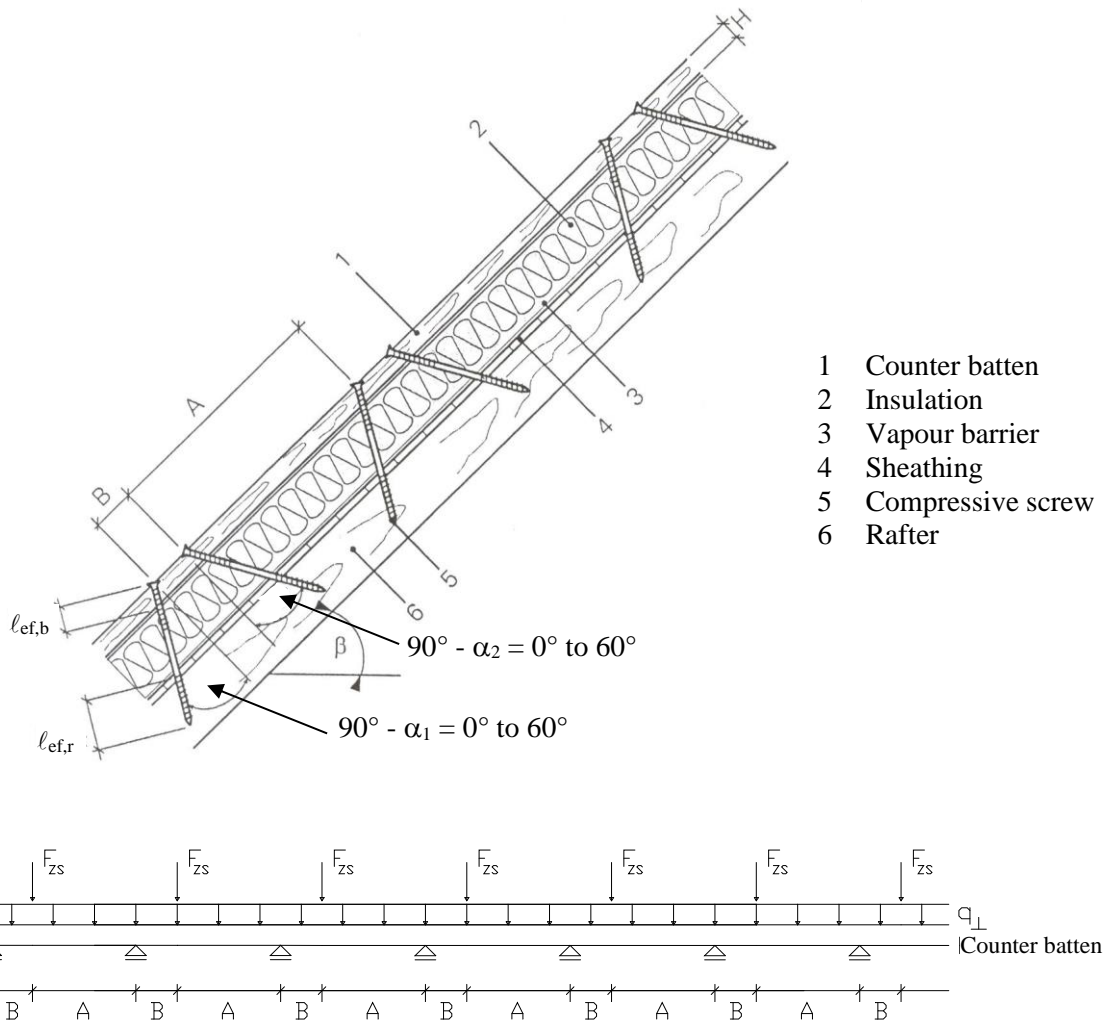 H
2
1
A
B
3
4
5
6
β
ℓef,b
ℓef,r
90° - α2 = 0° to 60°
90° - α1 = 0° to 60°
1 Counter batten
2 Insulation
3 Vapour barrier
4 Sheathing
5 Compressive screw
6 Rafter
Fzs Fzs Fzs Fzs Fzs Fzs Fzs
q⊥
Counter batten
B A B A B A B A B A B A B